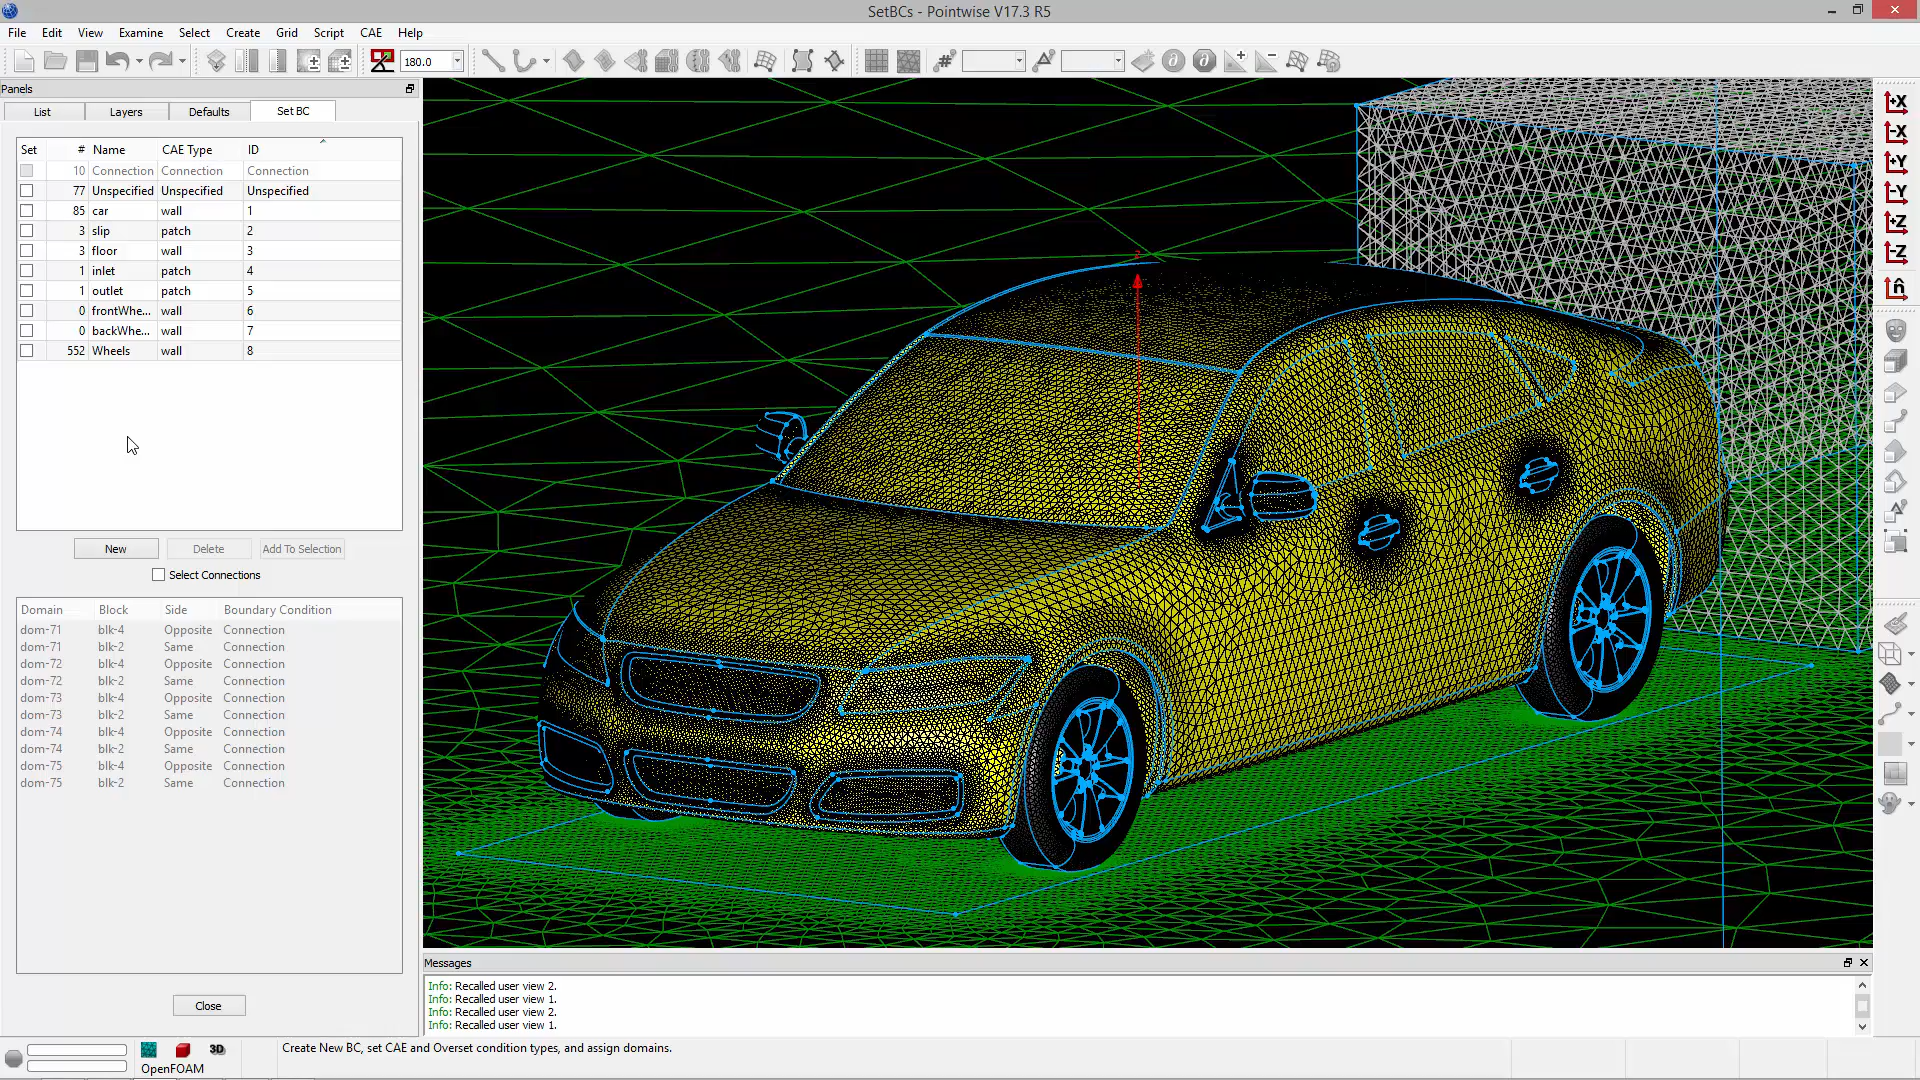 SetBCs - Pointwise V17.3 R5
File Edit View Examine Select Create Grid Script CAE Help
180.0
Panels
List Layers Defaults Set BC
Set # Name CAE Type ID
10 Connection Connection Connection
77 Unspecified Unspecified Unspecified
85 car wall 1
3 slip patch 2
3 floor wall 3
1 inlet patch 4
1 outlet patch 5
0 frontWhe... wall 6
0 backWhe... wall 7
552 Wheels wall 8
New Delete Add To Selection
Select Connections
Domain Block Side Boundary Condition
dom-71 blk-4 Opposite Connection
dom-71 blk-2 Same Connection
dom-72 blk-4 Opposite Connection
dom-72 blk-2 Same Connection
dom-73 blk-4 Opposite Connection
dom-73 blk-2 Same Connection
dom-74 blk-4 Opposite Connection
dom-74 blk-2 Same Connection
dom-75 blk-4 Opposite Connection
dom-75 blk-2 Same Connection
Close
+X
-X
+Y
-Y
+Z
-Z
n̂
Messages
Info: Recalled user view 2.
Info: Recalled user view 1.
Info: Recalled user view 2.
Info: Recalled user view 1.
3D
OpenFOAM
Create New BC, set CAE and Overset condition types, and assign domains.